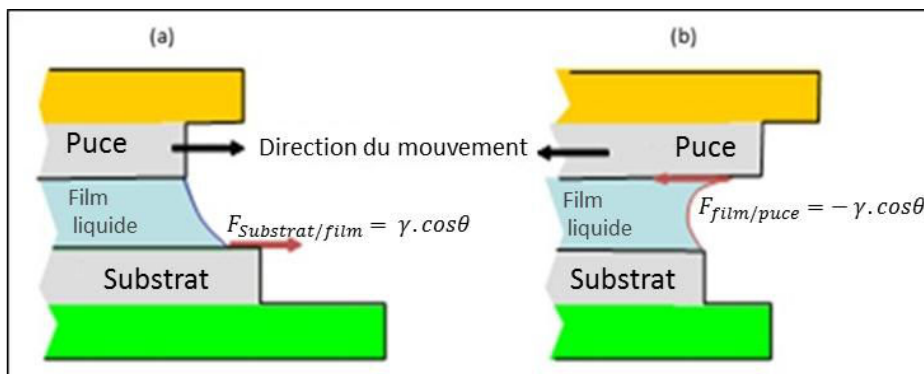 (a)
(b)
Puce
Direction du mouvement
Puce
Film
liquide
F_{Substrat/film} = γ.cosθ
Film
liquide
F_{film/puce} = − γ.cosθ
Substrat
Substrat